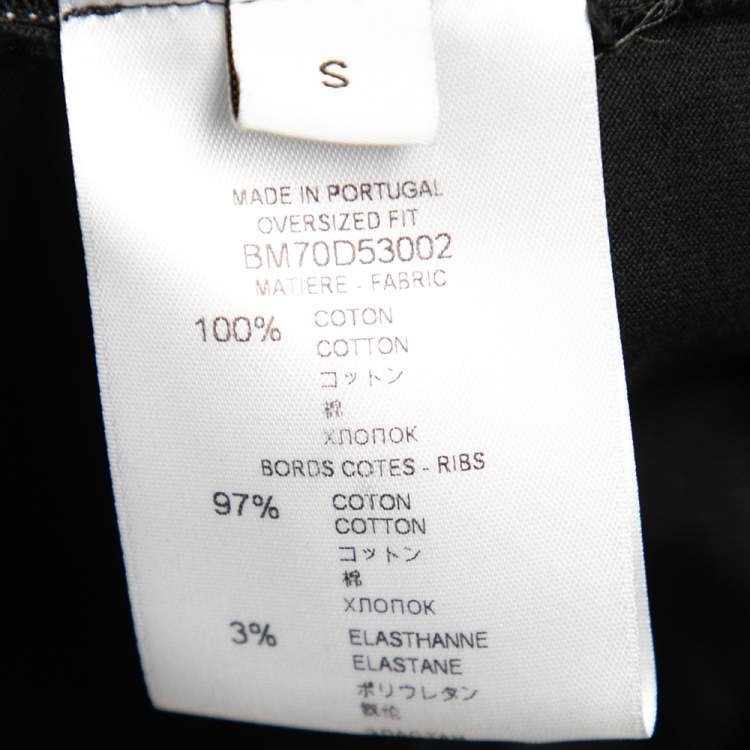 S
MADE IN PORTUGAL
OVERSIZED FIT
BM70D53002
MATIERE - FABRIC
100% COTON
COTTON
コットン
棉
ХЛОПОК
BORDS COTES - RIBS
97% COTON
COTTON
コットン
棉
ХЛОПОК
3% ELASTHANNE
ELASTANE
ポリウレタン